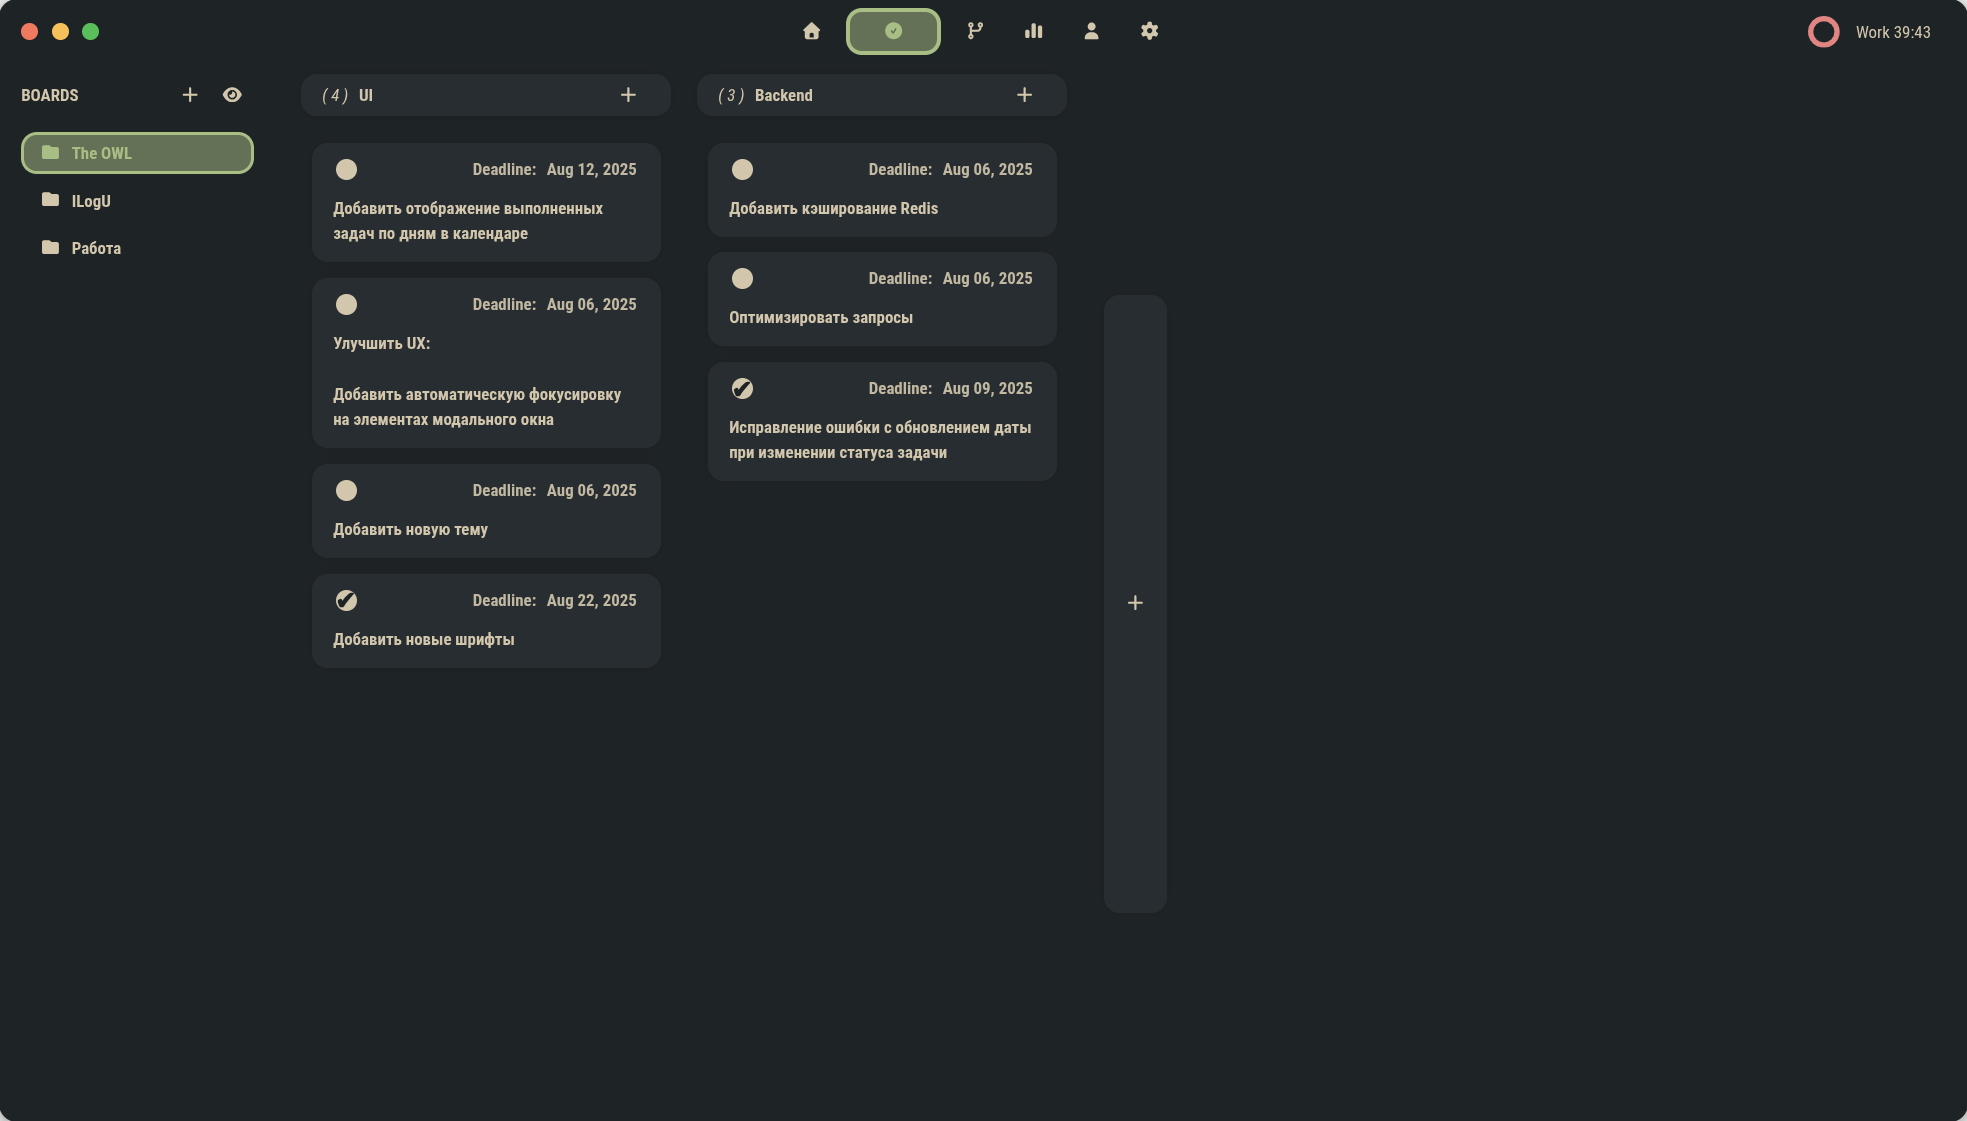 Work 39:43
BOARDS
The OWL
ILogU
Работа
( 4 ) UI
Deadline: Aug 12, 2025
Добавить отображение выполненных
задач по дням в календаре
Deadline: Aug 06, 2025
Улучшить UX:
Добавить автоматическую фокусировку
на элементах модального окна
Deadline: Aug 06, 2025
Добавить новую тему
Deadline: Aug 22, 2025
Добавить новые шрифты
( 3 ) Backend
Deadline: Aug 06, 2025
Добавить кэширование Redis
Deadline: Aug 06, 2025
Оптимизировать запросы
Deadline: Aug 09, 2025
Исправление ошибки с обновлением даты
при изменении статуса задачи